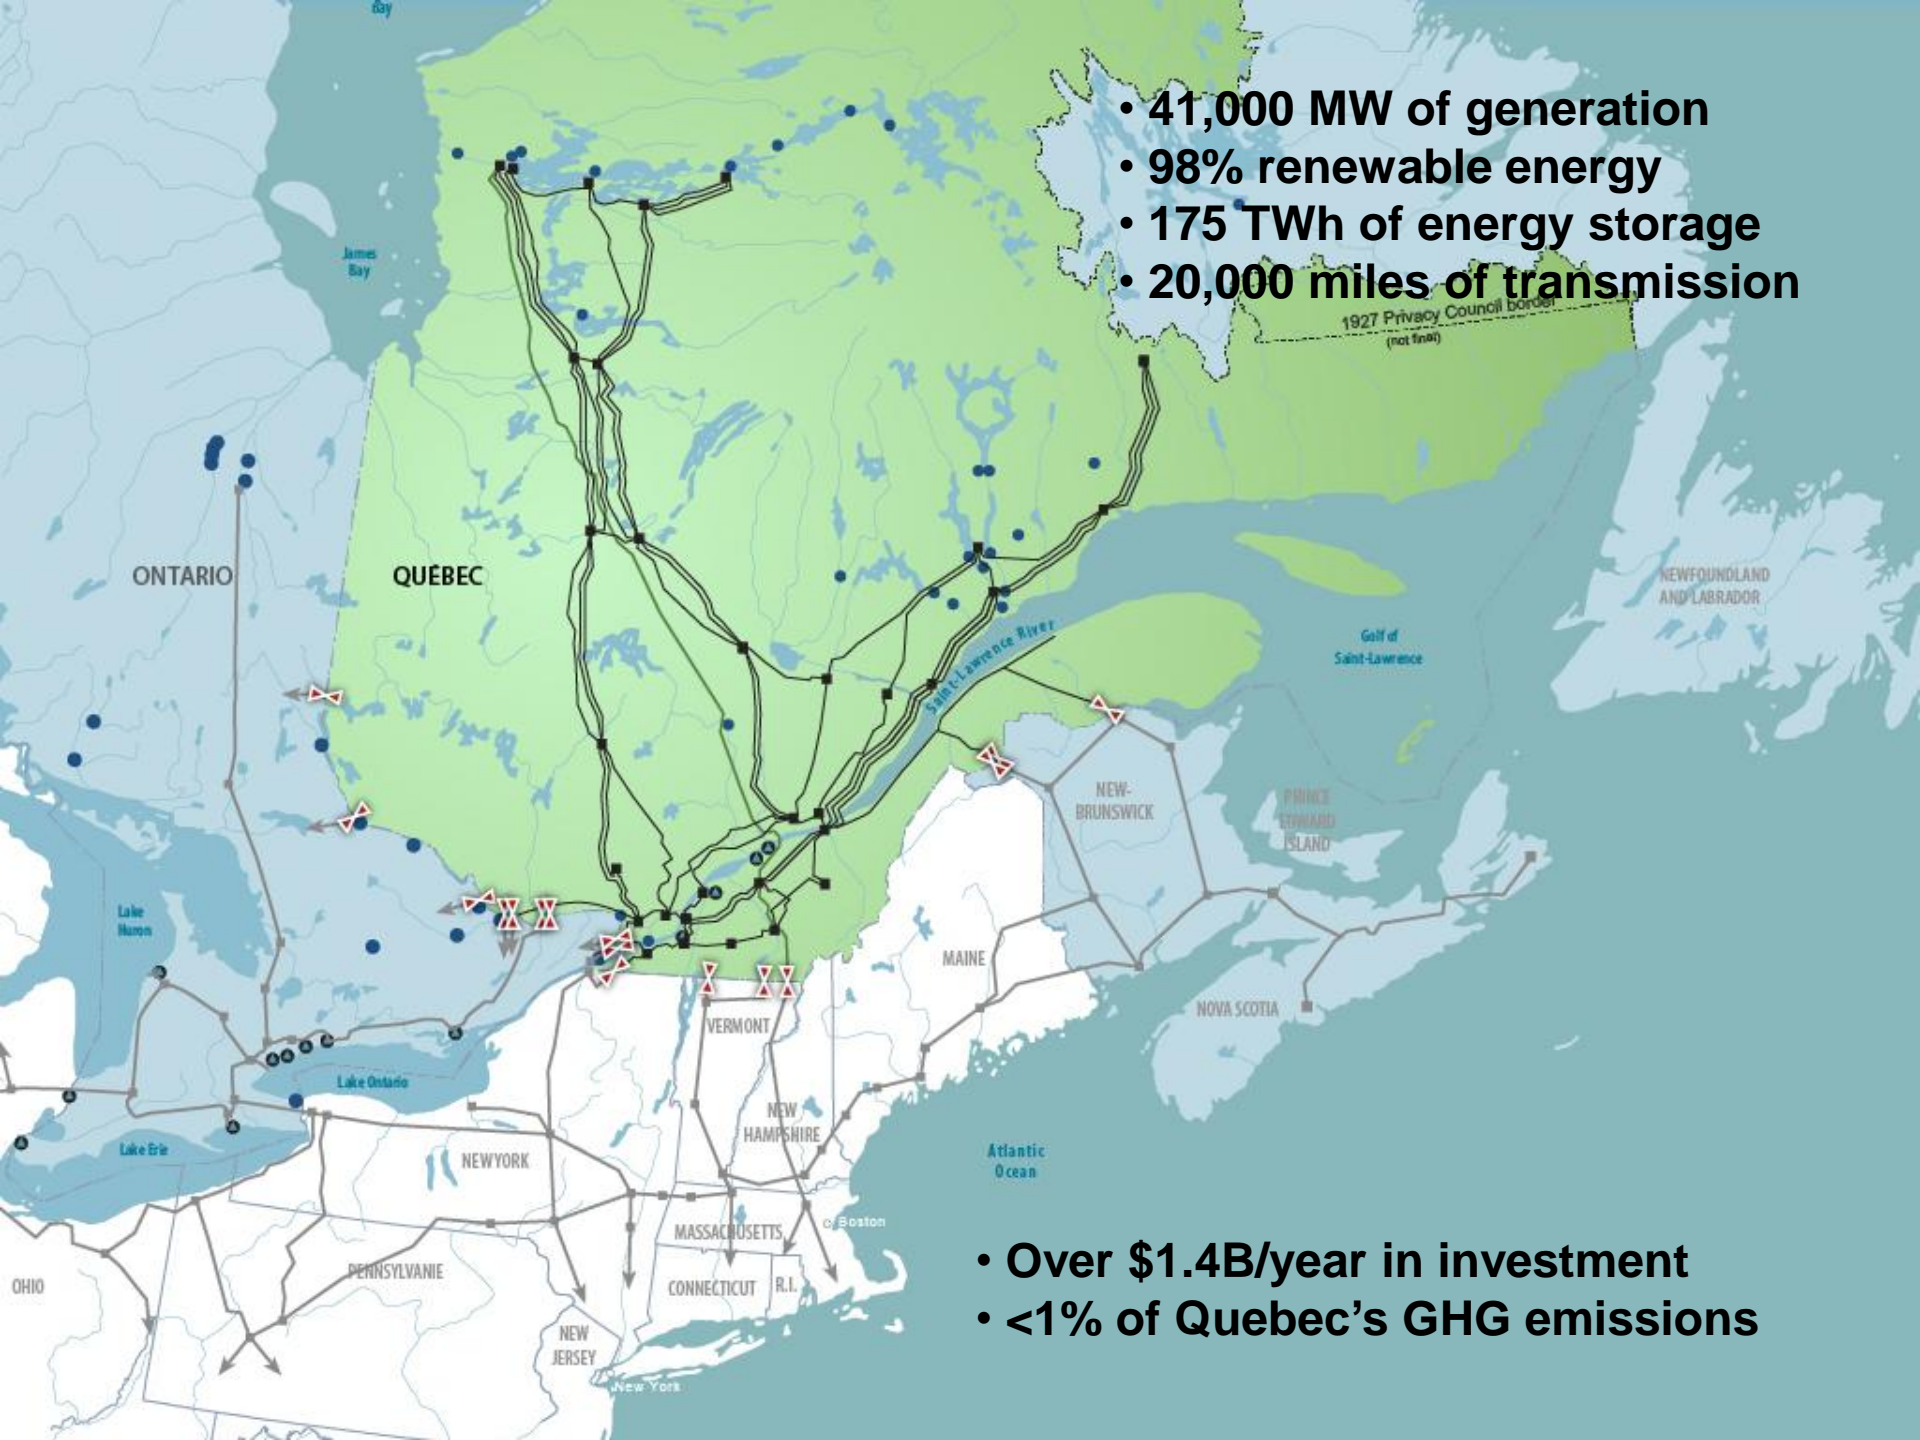 Bay
• 41,000 MW of generation
• 98% renewable energy
• 175 TWh of energy storage
• 20,000 miles of transmission
1927 Privacy Council border
(not final)
James
Bay
ONTARIO
QUÉBEC
NEWFOUNDLAND
AND LABRADOR
Saint-Lawrence River
Golf of
Saint-Lawrence
NEW-
BRUNSWICK
PRINCE
EDWARD
ISLAND
Lake
Huron
MAINE
NOVA SCOTIA
VERMONT
Lake Ontario
NEW
HAMPSHIRE
Lake Erie
NEW YORK
Atlantic
Ocean
MASSACHUSETTS
Boston
OHIO
PENNSYLVANIE
CONNECTICUT
R.I.
NEW
JERSEY
New York
• Over $1.4B/year in investment
• <1% of Quebec’s GHG emissions